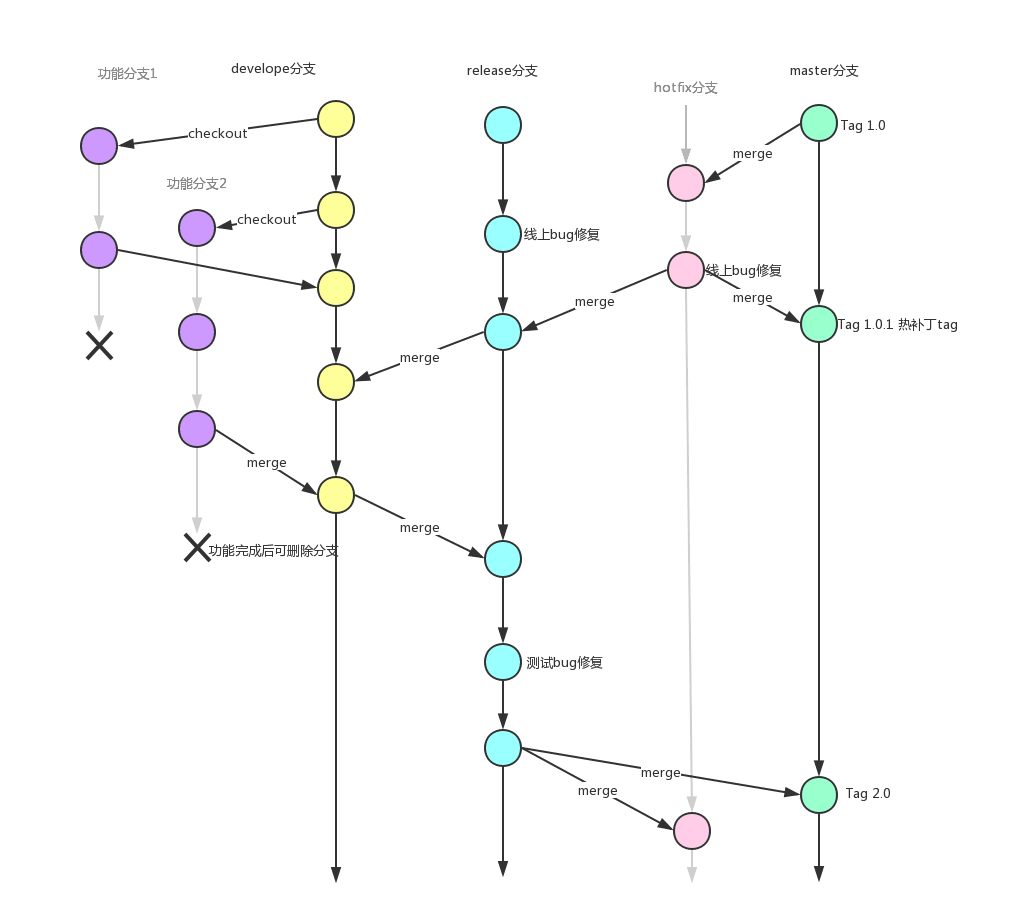 功能分支1
develope分支
release分支
hotfix分支
master分支
checkout
Tag 1.0
merge
功能分支2
checkout
线上bug修复
线上bug修复
merge
merge
Tag 1.0.1 热补丁tag
merge
merge
merge
功能完成后可删除分支
测试bug修复
merge
merge
Tag 2.0